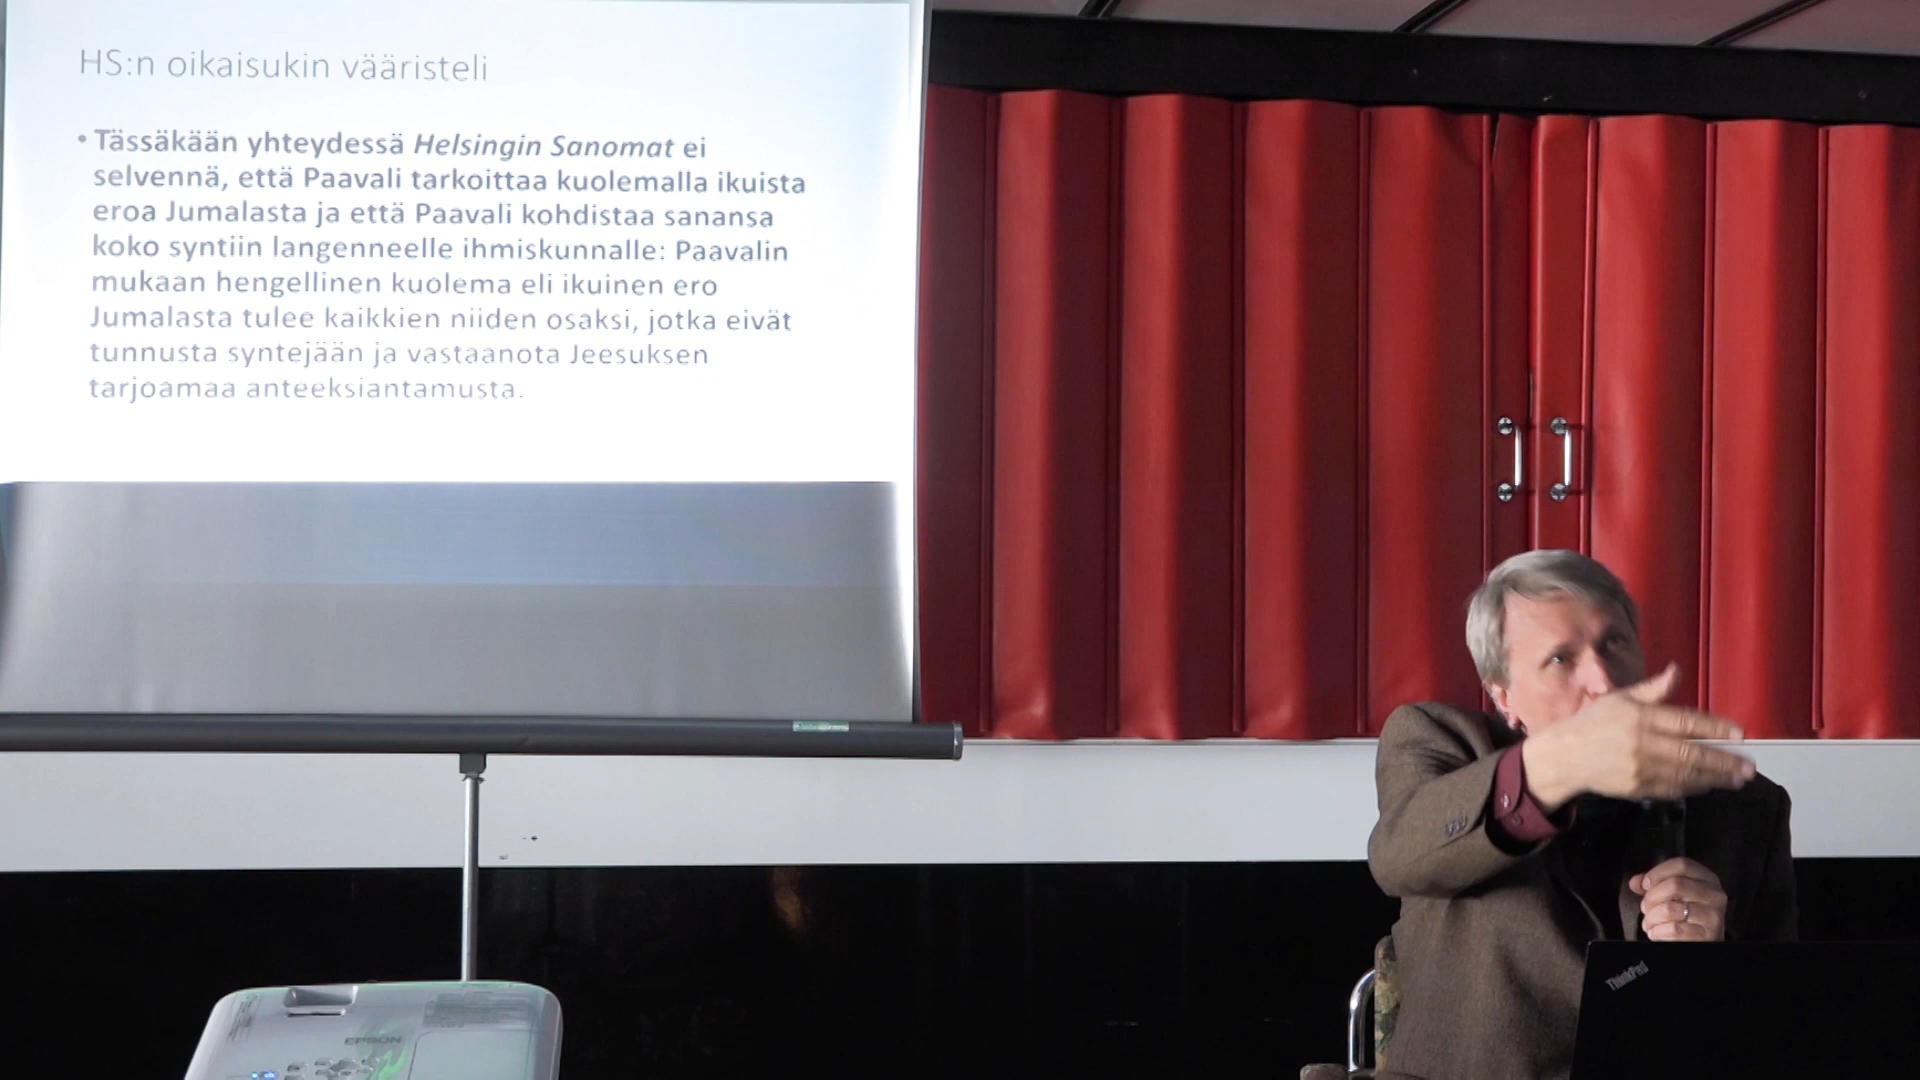 HS:n oikaisukin vääristeli
• Tässäkään yhteydessä Helsingin Sanomat ei
selvennä, että Paavali tarkoittaa kuolemalla ikuista
eroa Jumalasta ja että Paavali kohdistaa sanansa
koko syntiin langenneelle ihmiskunnalle: Paavalin
mukaan hengellinen kuolema eli ikuinen ero
Jumalasta tulee kaikkien niiden osaksi, jotka eivät
tunnusta syntejään ja vastaanota Jeesuksen
tarjoamaa anteeksiantamusta.
ThinkPad
EPSON